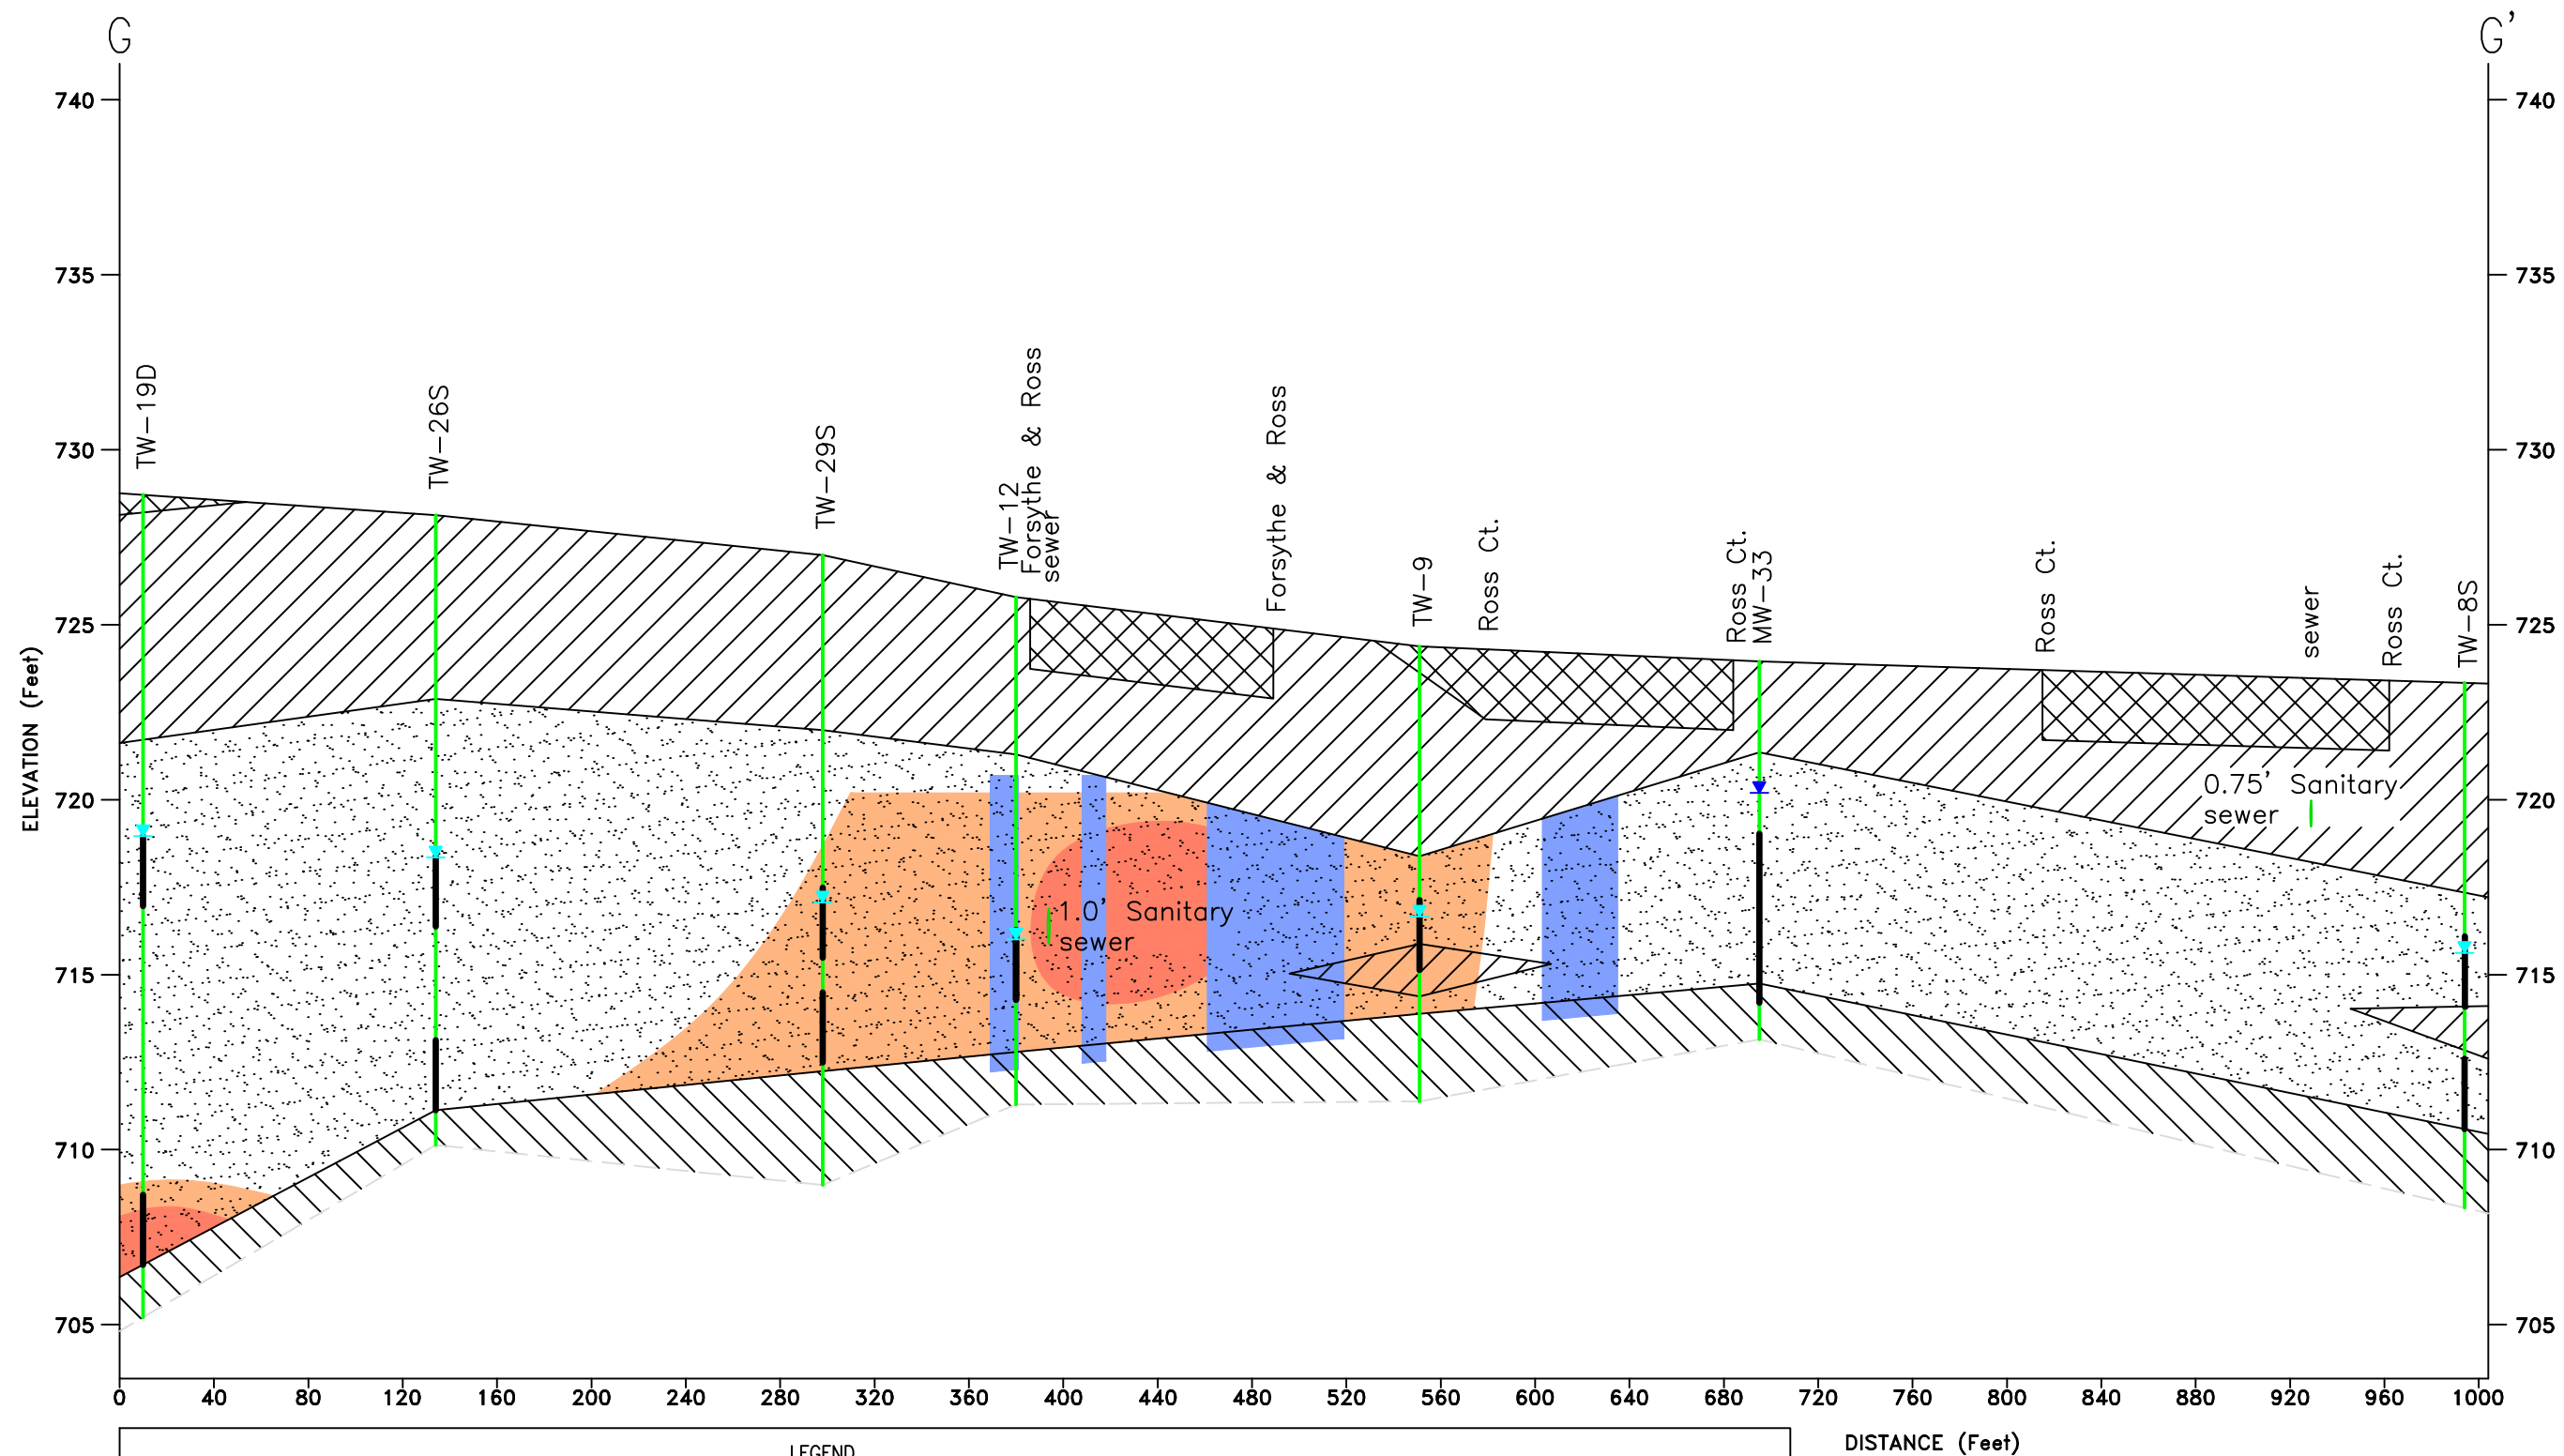 G
G'
740
740
735
735
730
730
725
725
720
720
715
715
710
710
705
705
ELEVATION (Feet)
TW-19D
TW-26S
TW-29S
TW-12
Forsythe & Ross
sewer
Forsythe & Ross
TW-9
Ross Ct.
Ross Ct.
MW-33
Ross Ct.
sewer
Ross Ct.
TW-8S
0.75' Sanitary
sewer
1.0' Sanitary
sewer
0 40 80 120 160 200 240 280 320 360 400 440 480 520 560 600 640 680 720 760 800 840 880 920 960 1000
DISTANCE (Feet)
LEGEND